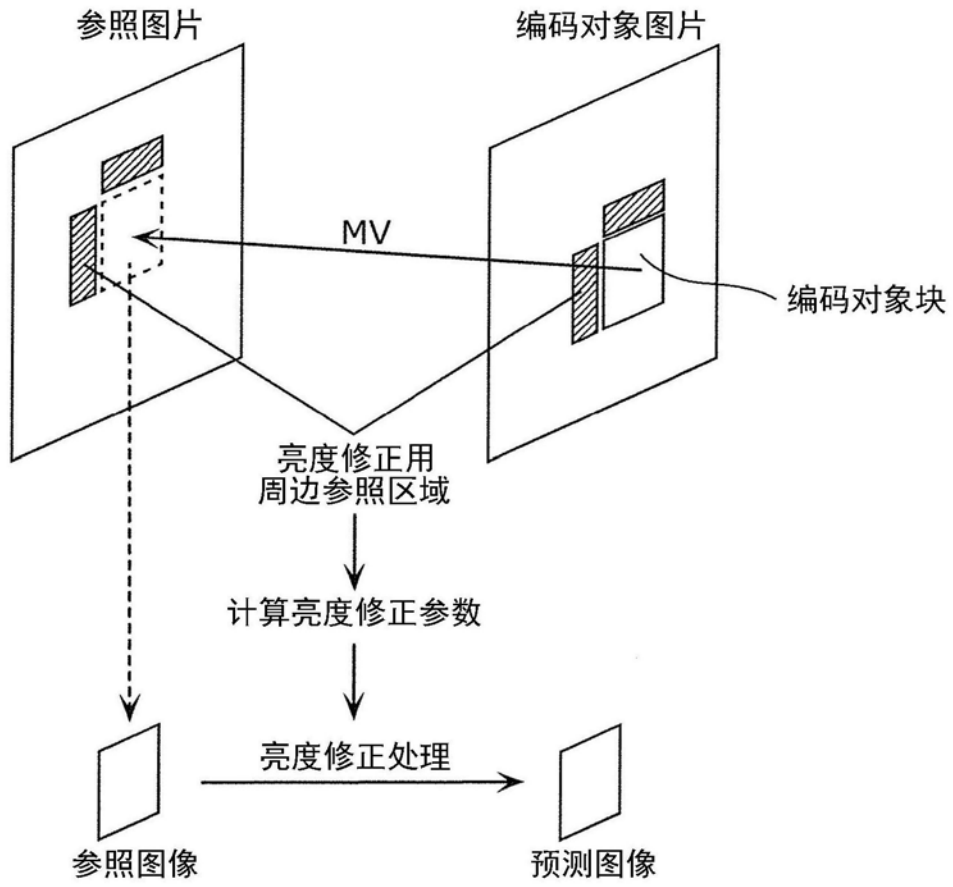 参照图片
编码对象图片
MV
编码对象块
亮度修正用
周边参照区域
计算亮度修正参数
亮度修正处理
参照图像
预测图像